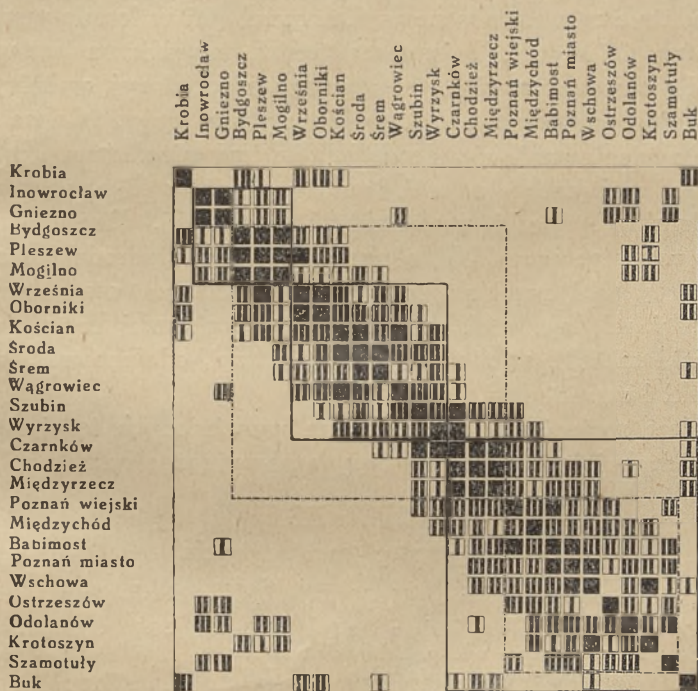 Krobia
Inowrocław
Gniezno
Bydgoszcz
Pleszew
Mogilno
Września
Oborniki
Kościan
Środa
Śrem
Wągrowiec
Szubin
Wyrzysk
Czarnków
Chodzież
Międzyrzecz
Poznań wiejski
Międzychód
Babimost
Poznań miasto
Wschowa
Ostrzeszów
Odolanów
Krotoszyn
Szamotuły
Buk
Krobia
Inowrocław
Gniezno
Bydgoszcz
Pleszew
Mogilno
Września
Oborniki
Kościan
Środa
Śrem
Wągrowiec
Szubin
Wyrzysk
Czarnków
Chodzież
Międzyrzecz
Poznań wiejski
Międzychód
Babimost
Poznań miasto
Wschowa
Ostrzeszów
Odolanów
Krotoszyn
Szamotuły
Buk